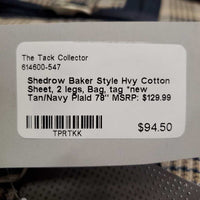 The Tack Collector
614600-547
Shedrow Baker Style Hvy Cotton
Sheet, 2 legs, Bag, tag *new
Tan/Navy Plaid 78" MSRP: $129.99
TPRTKK
$94.50